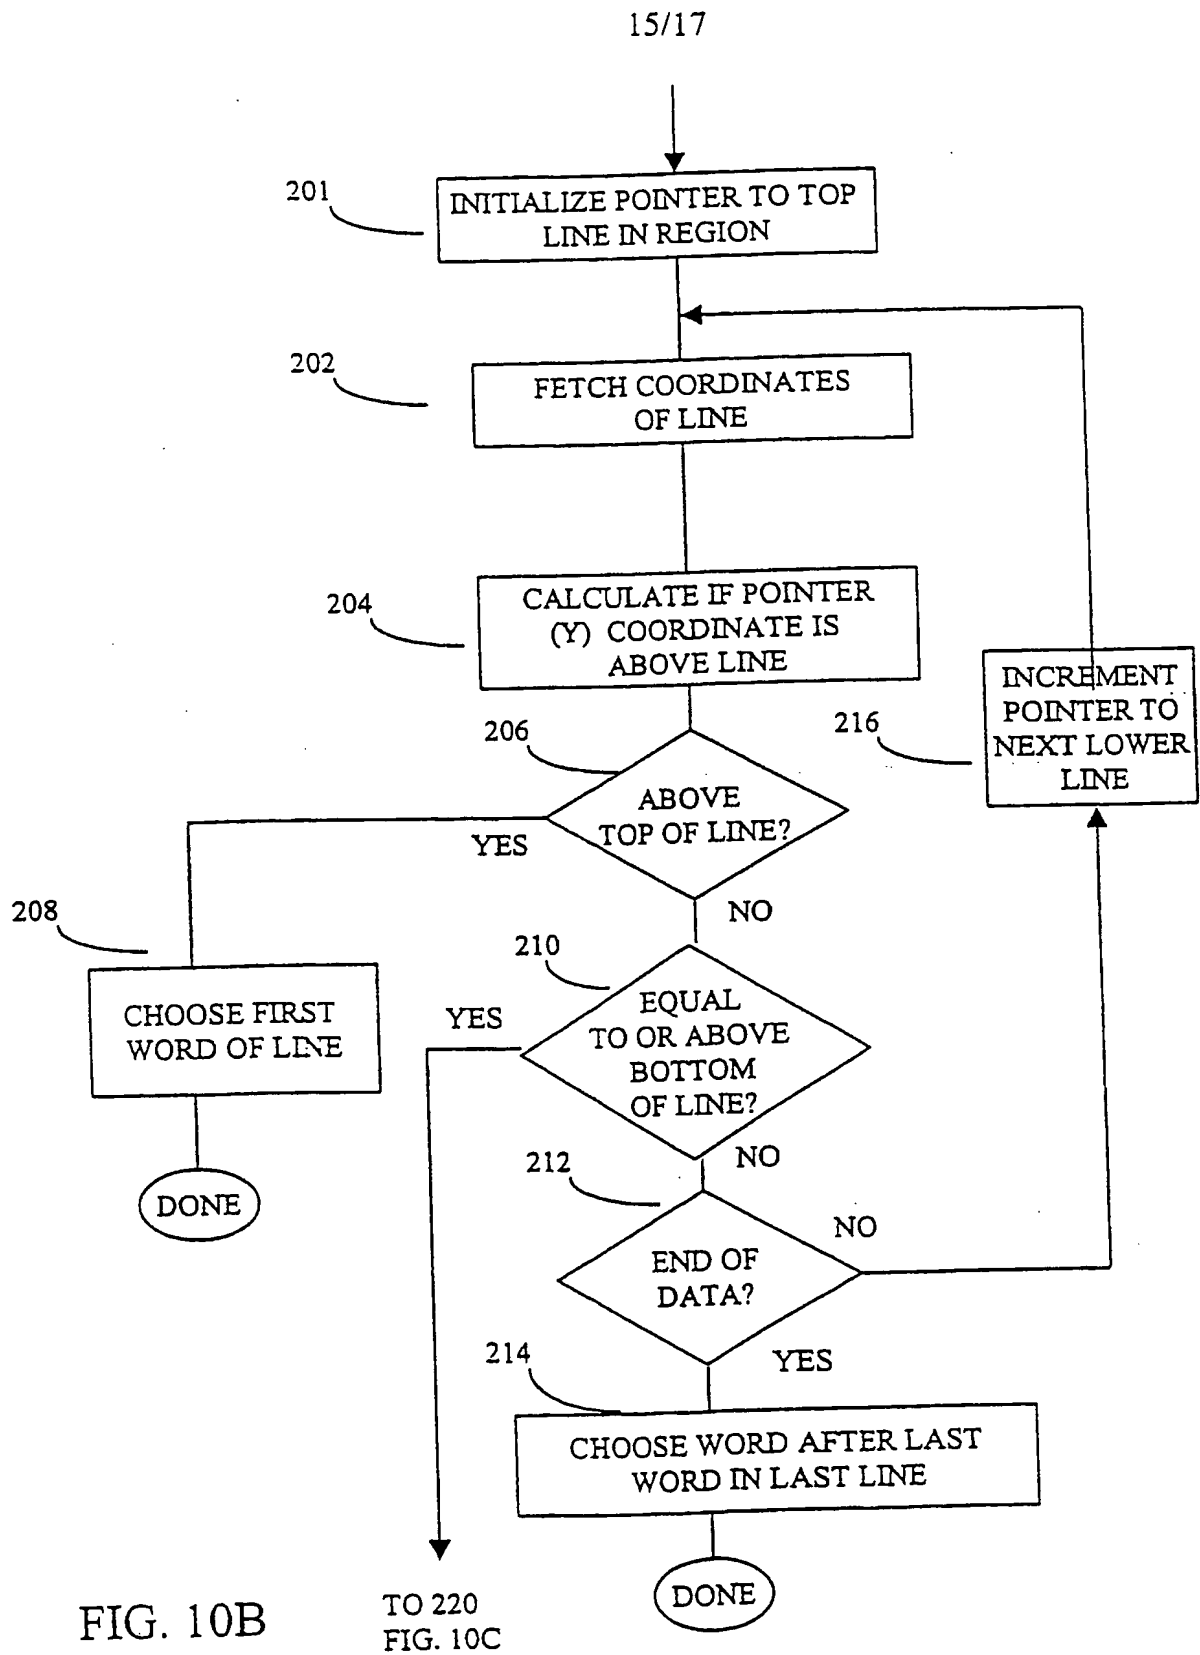 15/17
201
INITIALIZE POINTER TO TOP
LINE IN REGION
202
FETCH COORDINATES
OF LINE
204
CALCULATE IF POINTER
(Y) COORDINATE IS
ABOVE LINE
216
INCREMENT
POINTER TO
NEXT LOWER
LINE
206
ABOVE
TOP OF LINE?
YES
NO
208
CHOOSE FIRST
WORD OF LINE
DONE
210
EQUAL
TO OR ABOVE
BOTTOM
OF LINE?
YES
NO
212
END OF
DATA?
NO
YES
214
CHOOSE WORD AFTER LAST
WORD IN LAST LINE
DONE
TO 220
FIG. 10C
FIG. 10B